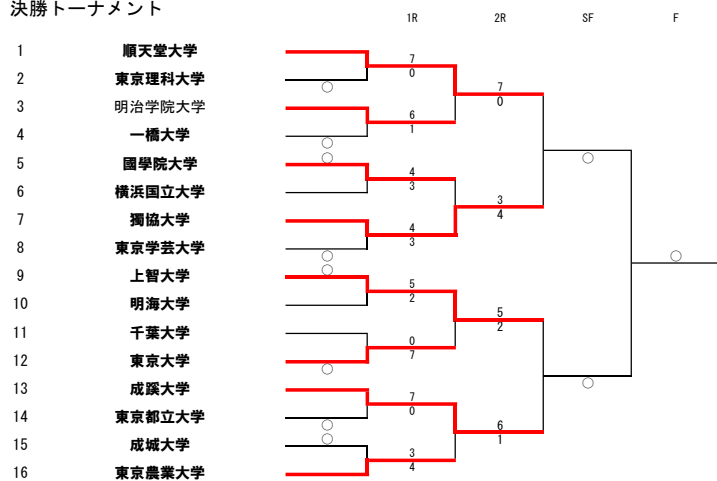 決勝トーナメント
1R 2R SF F
1 順天堂大学
2 東京理科大学
3 明治学院大学
4 一橋大学
5 國學院大学
6 横浜国立大学
7 獨協大学
8 東京学芸大学
9 上智大学
10 明海大学
11 千葉大学
12 東京大学
13 成蹊大学
14 東京都立大学
15 成城大学
16 東京農業大学
7
0
6
1
4
3
4
3
5
2
0
7
7
0
3
4
7
0
3
4
5
2
6
1